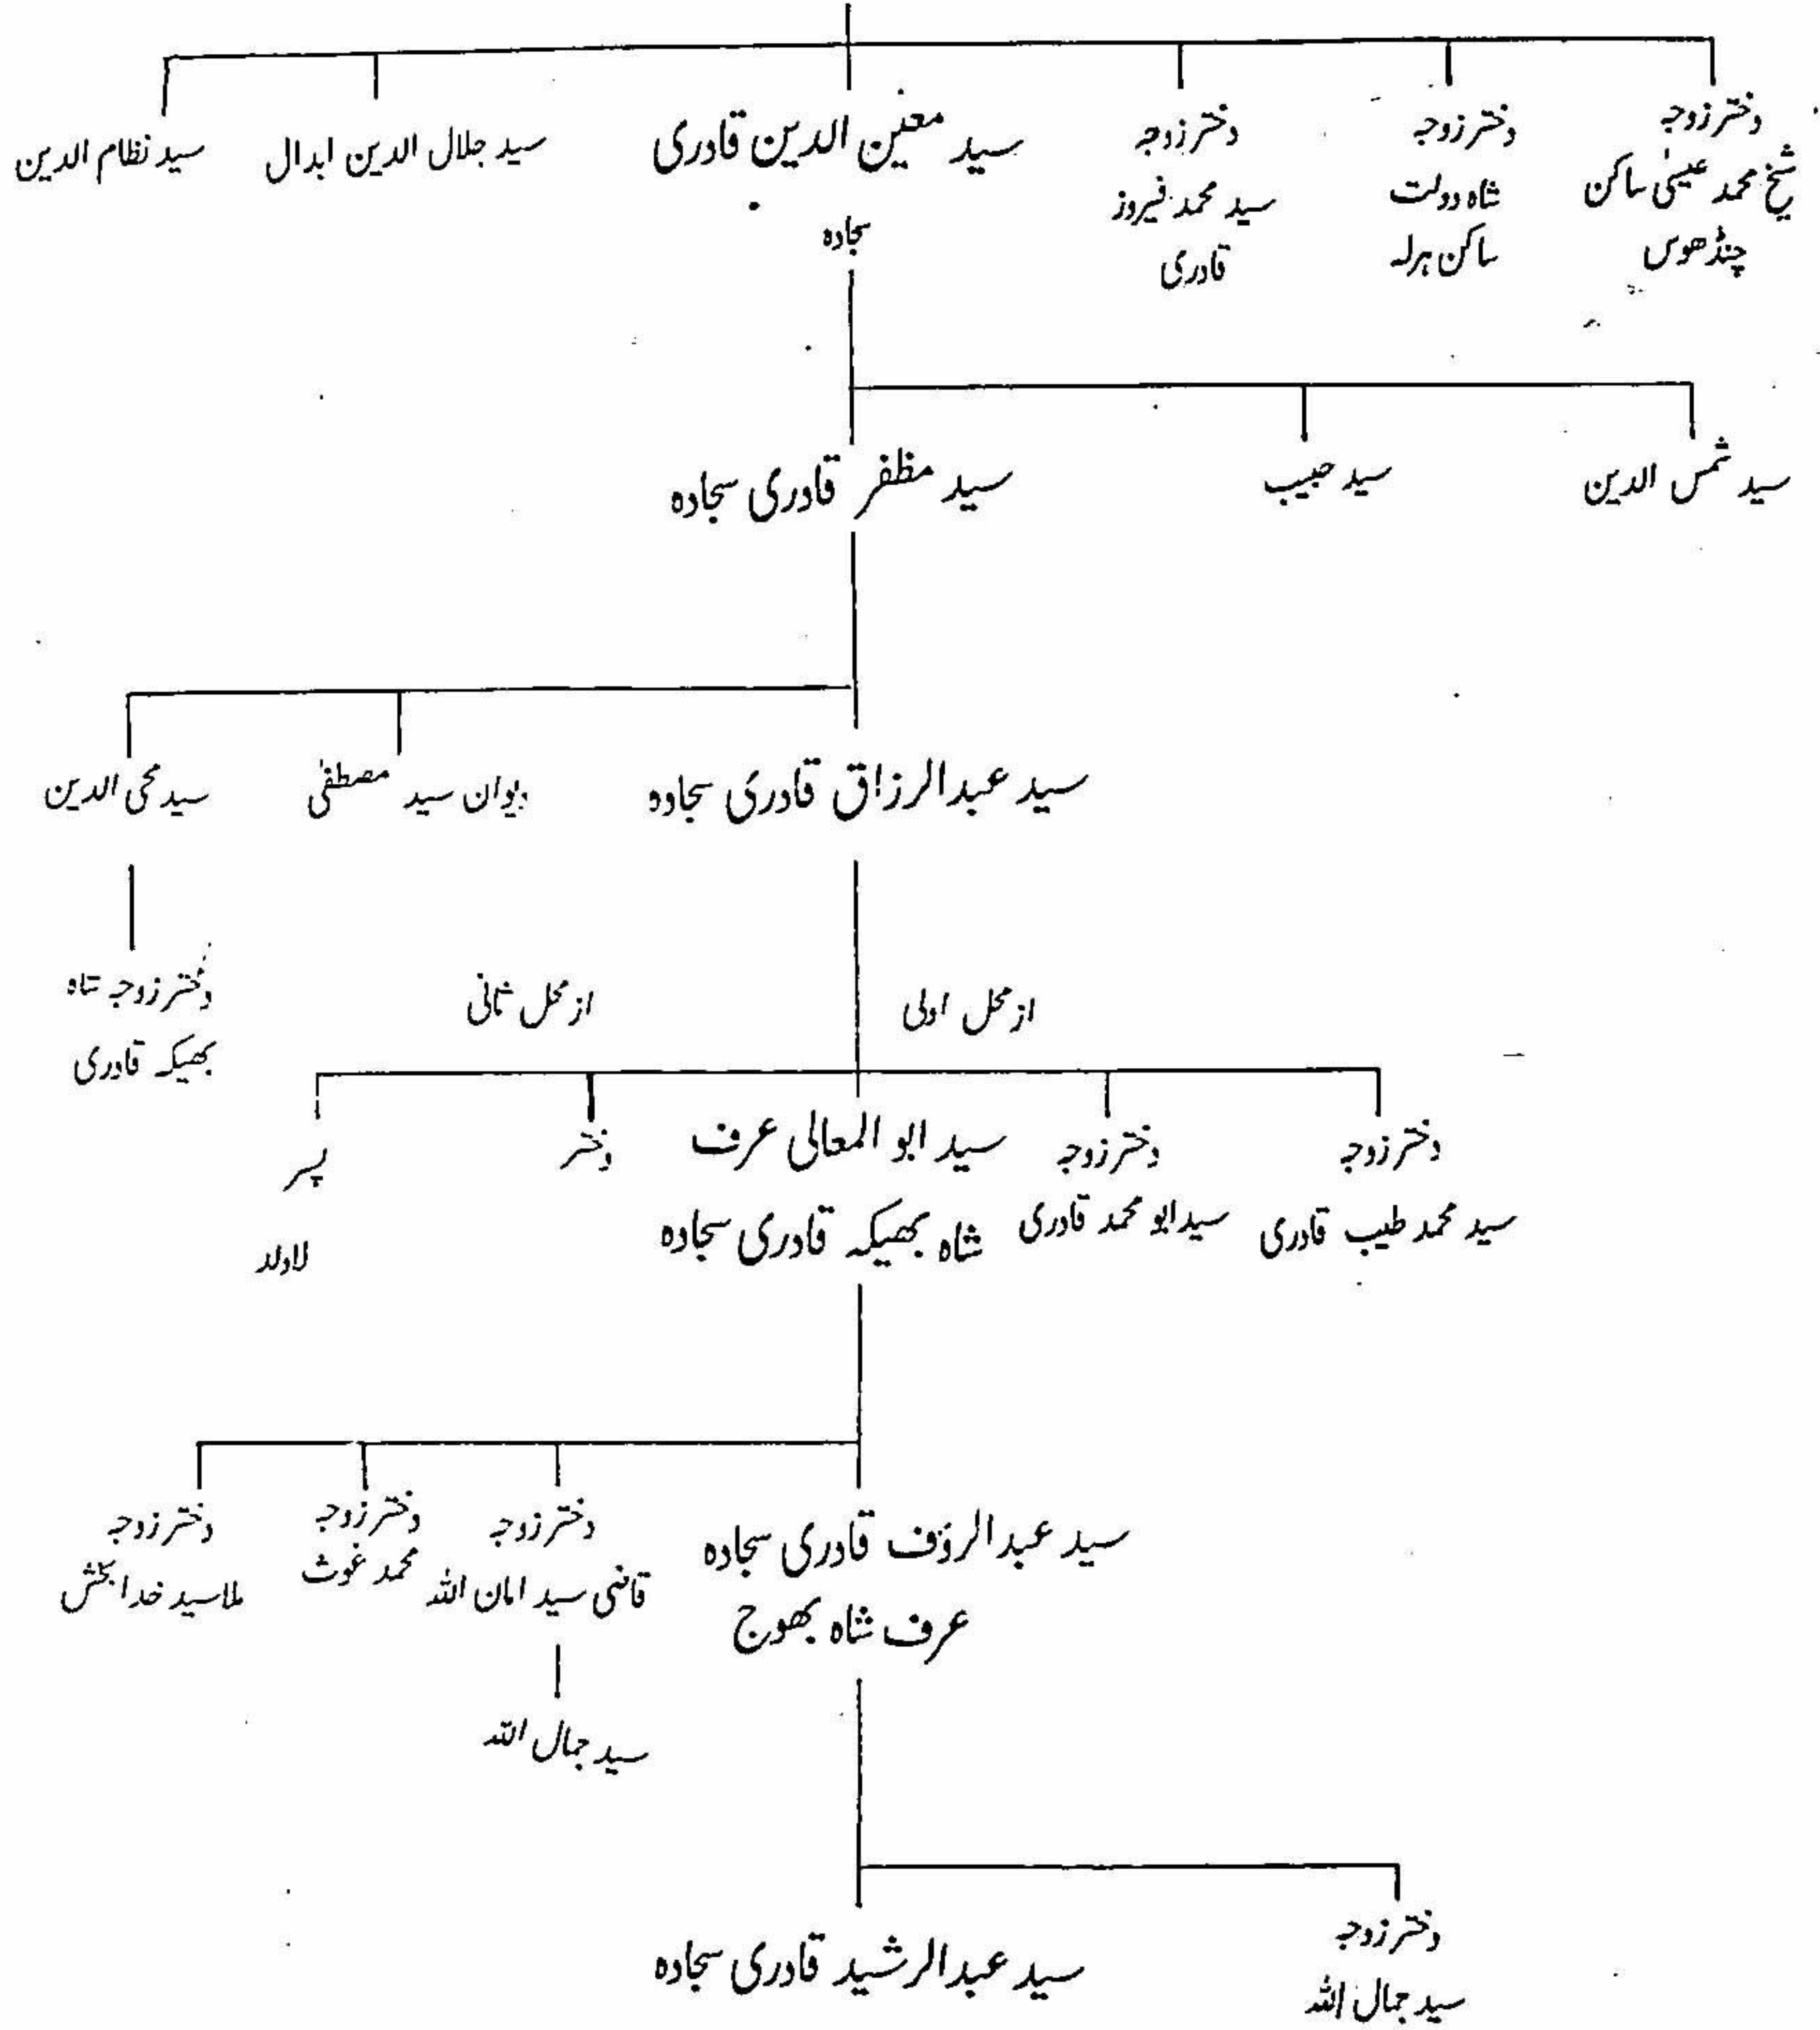 دختر زوجہ
شیخ محمد عیسیٰ ساکن
چنڈھوس
دختر زوجہ
شاہ دولت
ساکن ہرلہ
دختر زوجہ
سید محمد فیروز
قادری
سید معین الدین قادری
سجادہ
سید جلال الدین ابدال
سید نظام الدین
سید شمس الدین
سید حبیب
سید مظفر قادری سجادہ
سید عبدالرزاق قادری سجادہ
دیوان سید مصطفیٰ
سید محی الدین
دختر زوجہ شاہ
بھیکہ قادری
از محل اولی
از محل ثانی
دختر زوجہ
سید محمد طیب قادری
دختر زوجہ
سید ابو محمد قادری
سید ابو المعالی عرف
شاہ بھیکہ قادری سجادہ
دختر
پسر
لاولد
سید عبدالرؤف قادری سجادہ
عرف شاہ بھوج
دختر زوجہ
قاضی سید امان اللہ
سید جمال اللہ
دختر زوجہ
محمد غوث
دختر زوجہ
ملا سید خدا بخش
دختر زوجہ
سید جمال اللہ
سید عبدالرشید قادری سجادہ